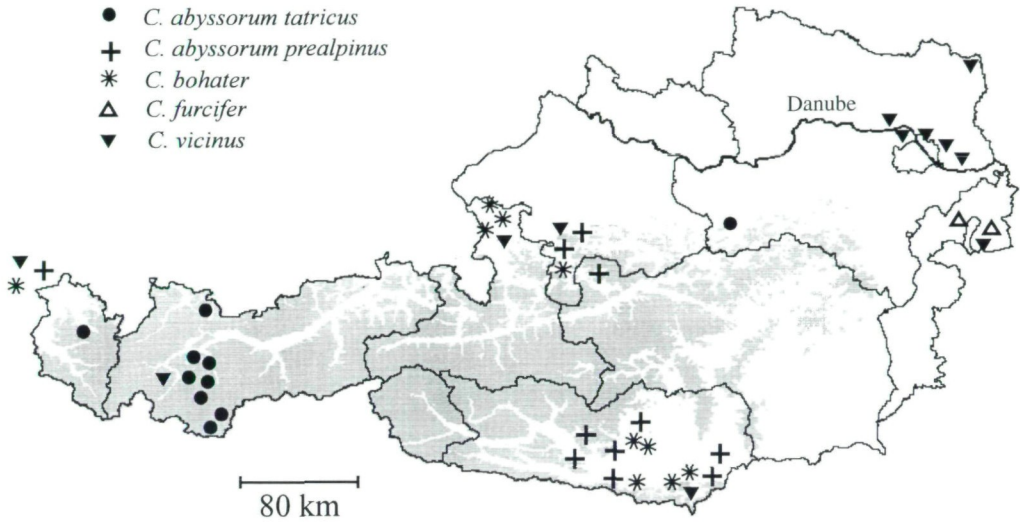 C. abyssorum tatricus
C. abyssorum prealpinus
C. bohater
C. furcifer
C. vicinus
Danube
80 km